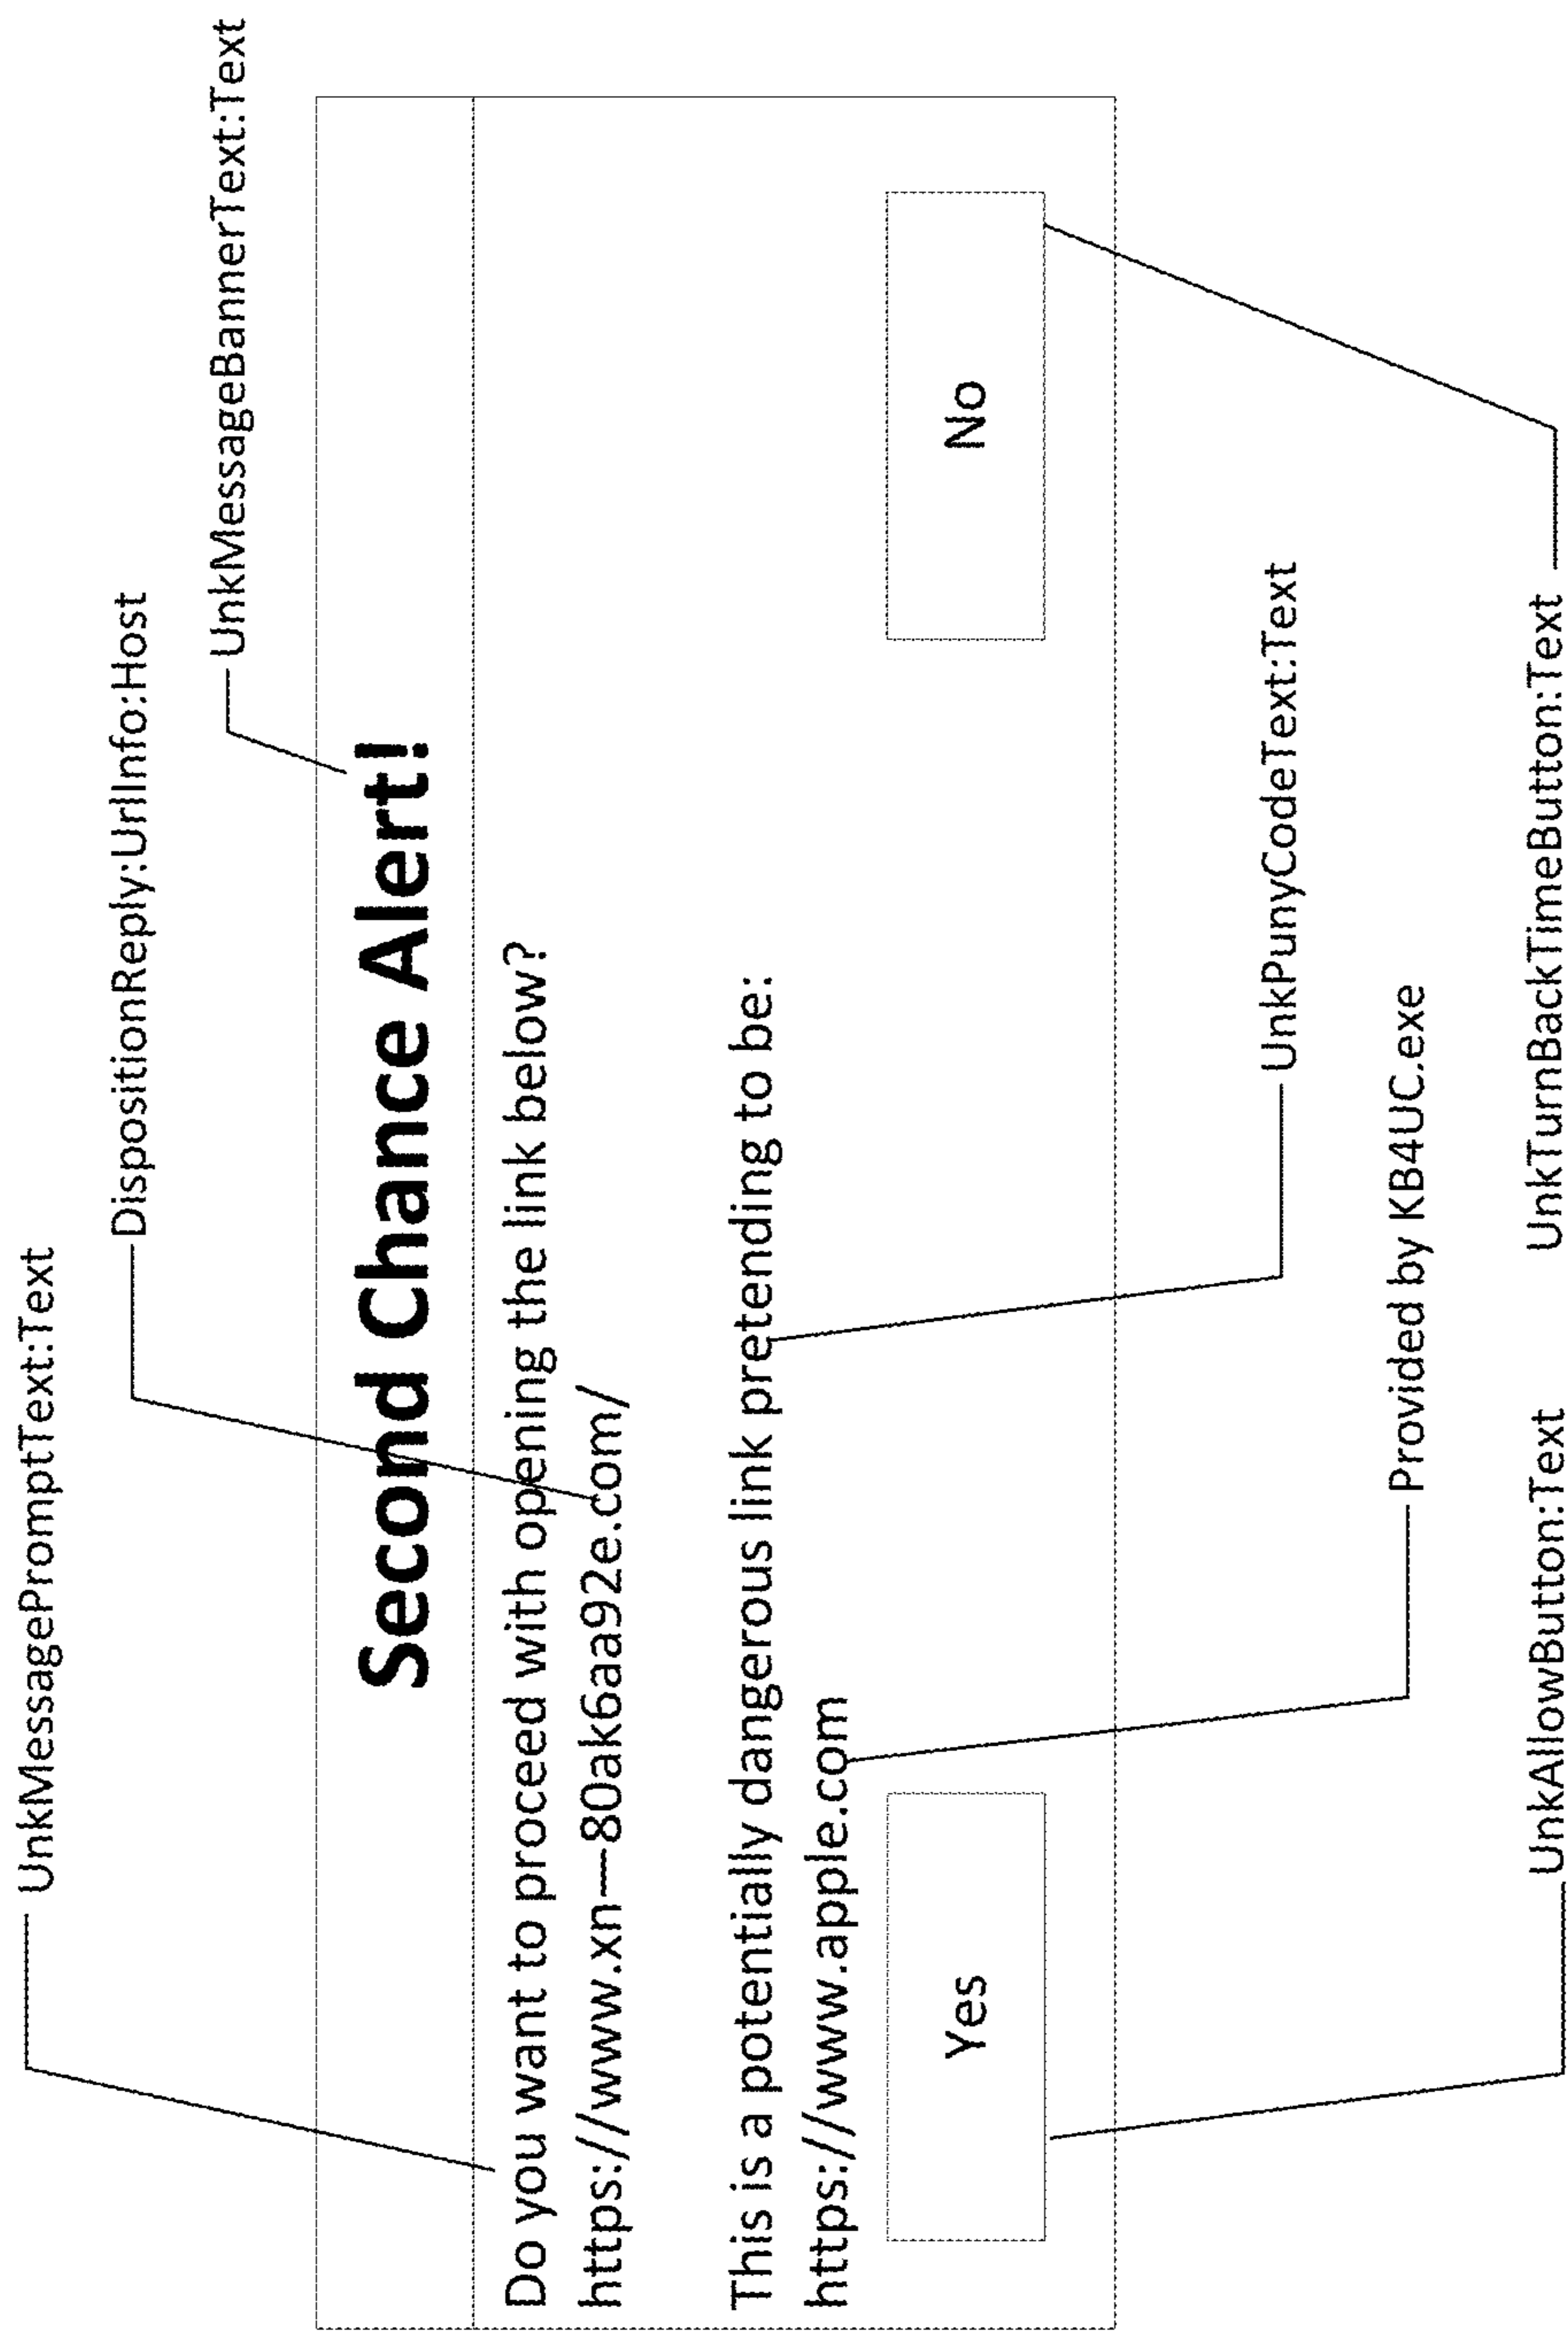 UnkMessagePromptText:Text
DispositionReply:UrlInfo:Host
UnkMessageBannerText:Text
Second Chance Alert!
Do you want to proceed with opening the link below?
https://www.xn—80ak6aa92e.com/
This is a potentially dangerous link pretending to be:
https://www.apple.com
Yes
No
UnkPunyCodeText:Text
Provided by KB4UC.exe
UnkAllowButton:Text
UnkTurnBackTimeButton:Text